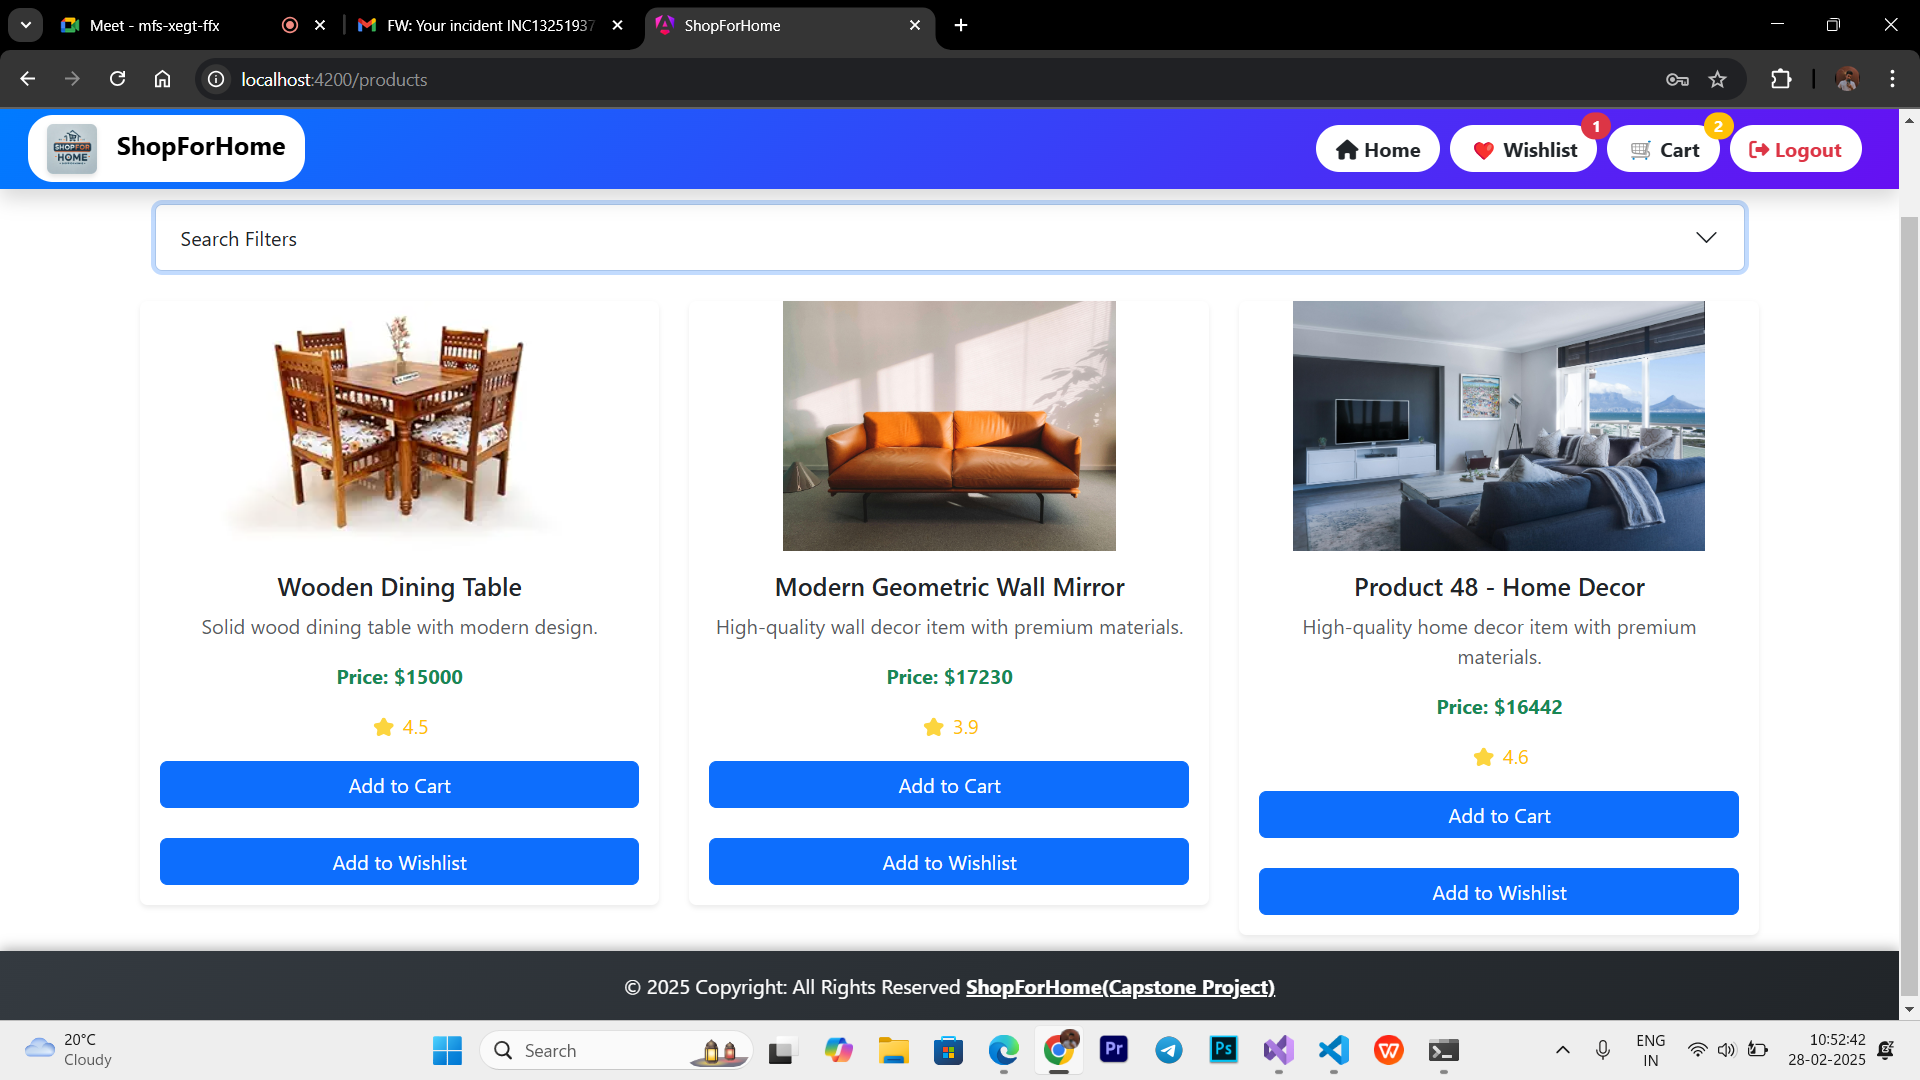 Meet - mfs-xegt-ffx
FW: Your incident INC13251937
ShopForHome
localhost:4200/products
SHOPFOR
HOME
ShopForHome
Home
Wishlist
1
Cart
2
Logout
Search Filters
Wooden Dining Table
Solid wood dining table with modern design.
Price: $15000
4.5
Add to Cart
Add to Wishlist
Modern Geometric Wall Mirror
High-quality wall decor item with premium materials.
Price: $17230
3.9
Add to Cart
Add to Wishlist
Product 48 - Home Decor
High-quality home decor item with premium
materials.
Price: $16442
4.6
Add to Cart
Add to Wishlist
© 2025 Copyright: All Rights Reserved ShopForHome(Capstone Project)
20°C
Cloudy
Search
Pr
Ps
ENG
IN
10:52:42
28-02-2025